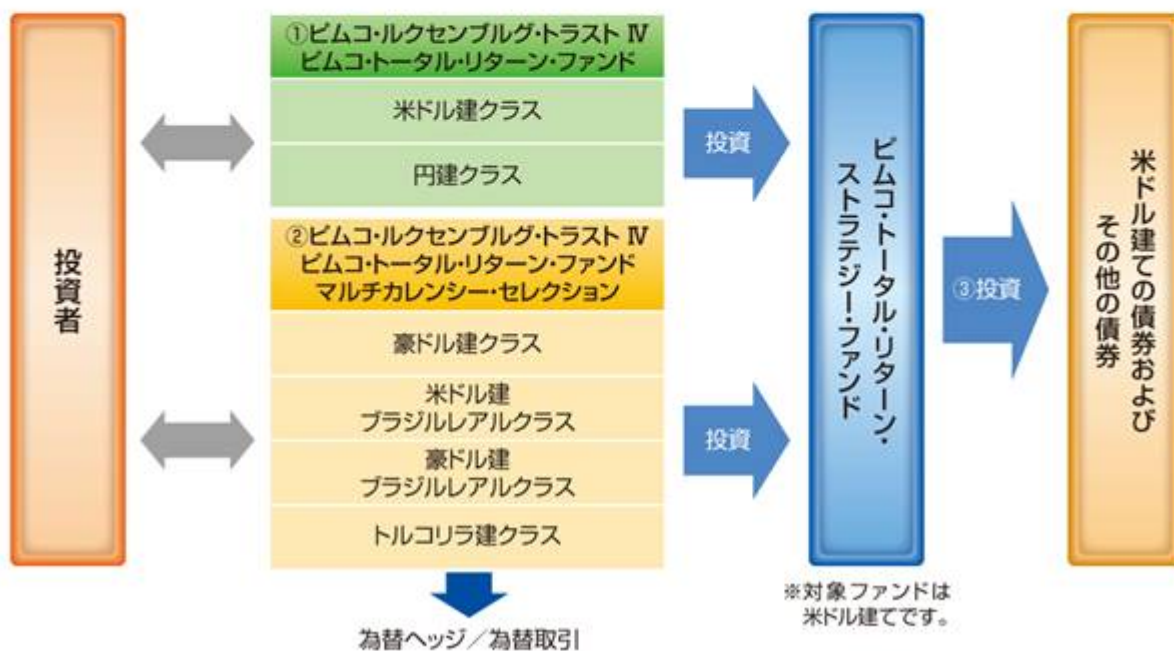 投資者
①ピムコ・ルクセンブルグ・トラスト Ⅳ
ピムコ・トータル・リターン・ファンド
米ドル建クラス
円建クラス
②ピムコ・ルクセンブルグ・トラスト Ⅳ
ピムコ・トータル・リターン・ファンド
マルチカレンシー・セレクション
豪ドル建クラス
米ドル建
ブラジルレアルクラス
豪ドル建
ブラジルレアルクラス
トルコリラ建クラス
為替ヘッジ/為替取引
投資
投資
ピムコ・トータル・リターン・
ストラテジー・ファンド
※対象ファンドは
米ドル建てです。
③投資
米ドル建ての債券および
その他の債券